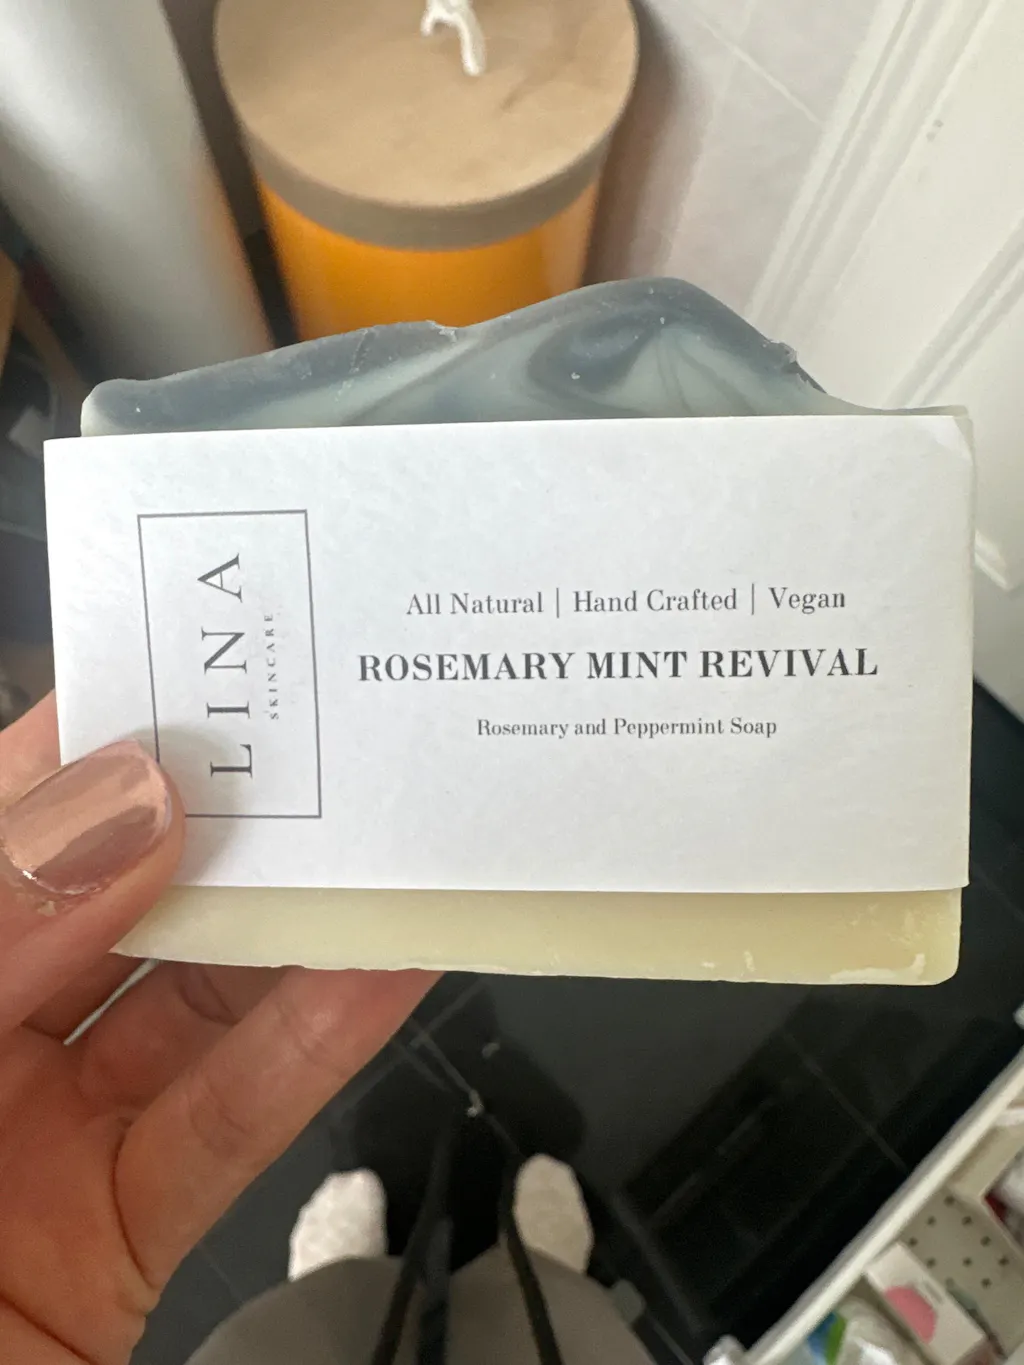 LINA
SKINCARE
All Natural | Hand Crafted | Vegan
ROSEMARY MINT REVIVAL
Rosemary and Peppermint Soap